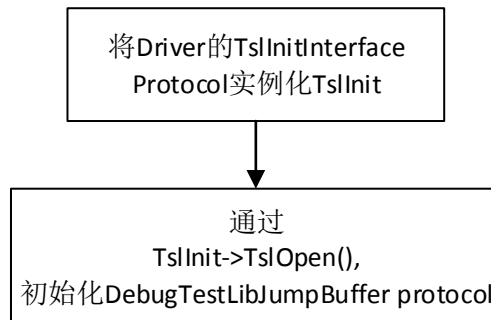 将Driver的TslInitInterface
Protocol实例化TslInit
通过
TslInit->TslOpen(),
初始化DebugTestLibJumpBuffer protocol